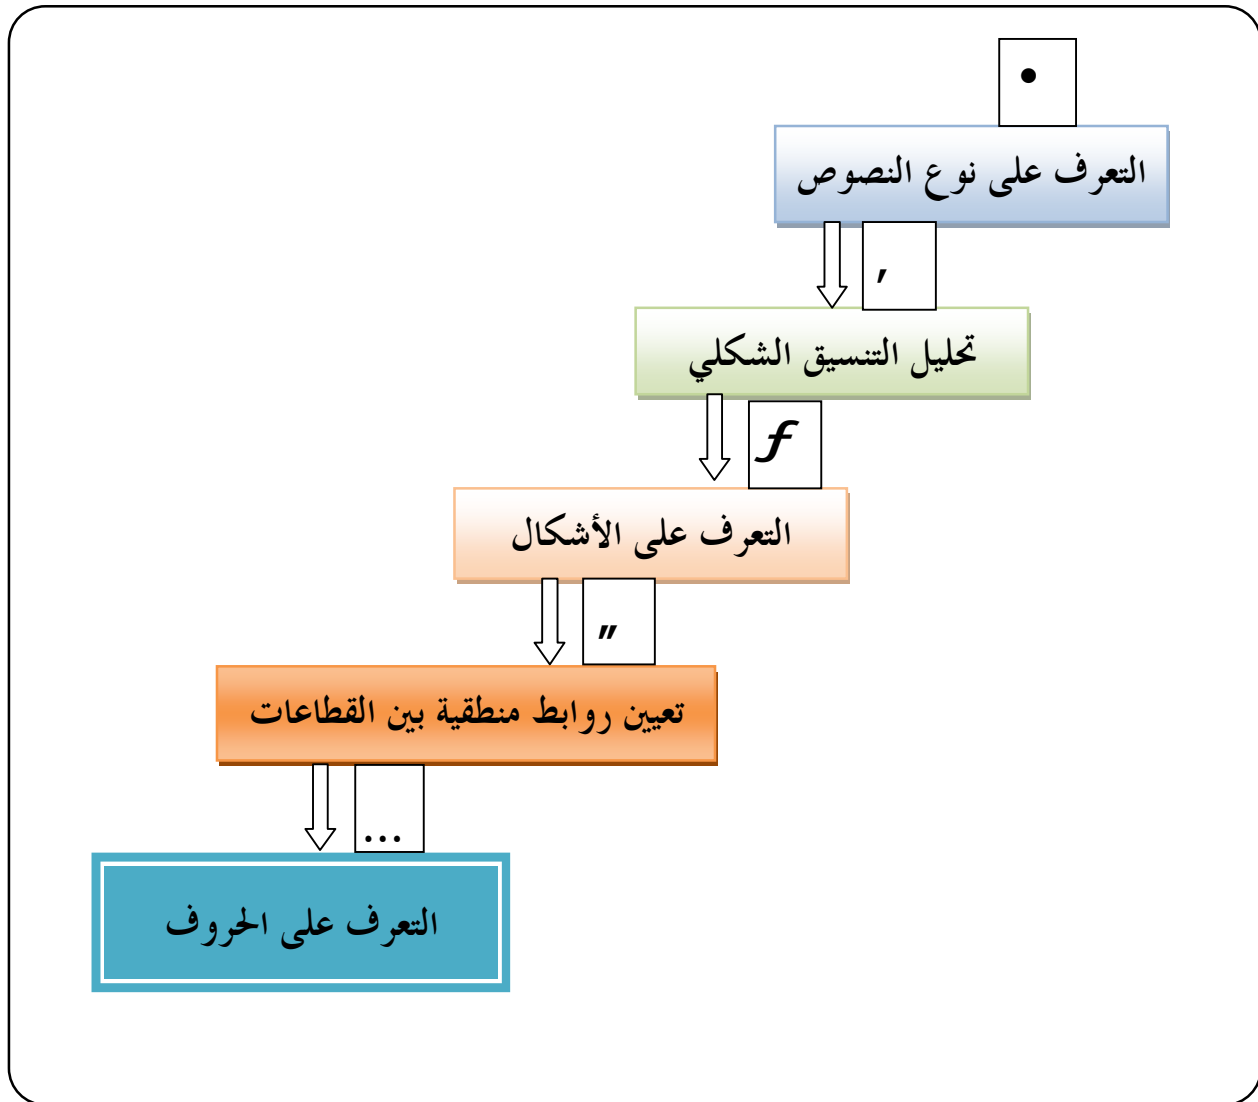 •
التعرف على نوع النصوص
,
تحليل التنسيق الشكلي
ƒ
التعرف على الأشكال
„
تعيين روابط منطقية بين القطاعات
…
التعرف على الحروف